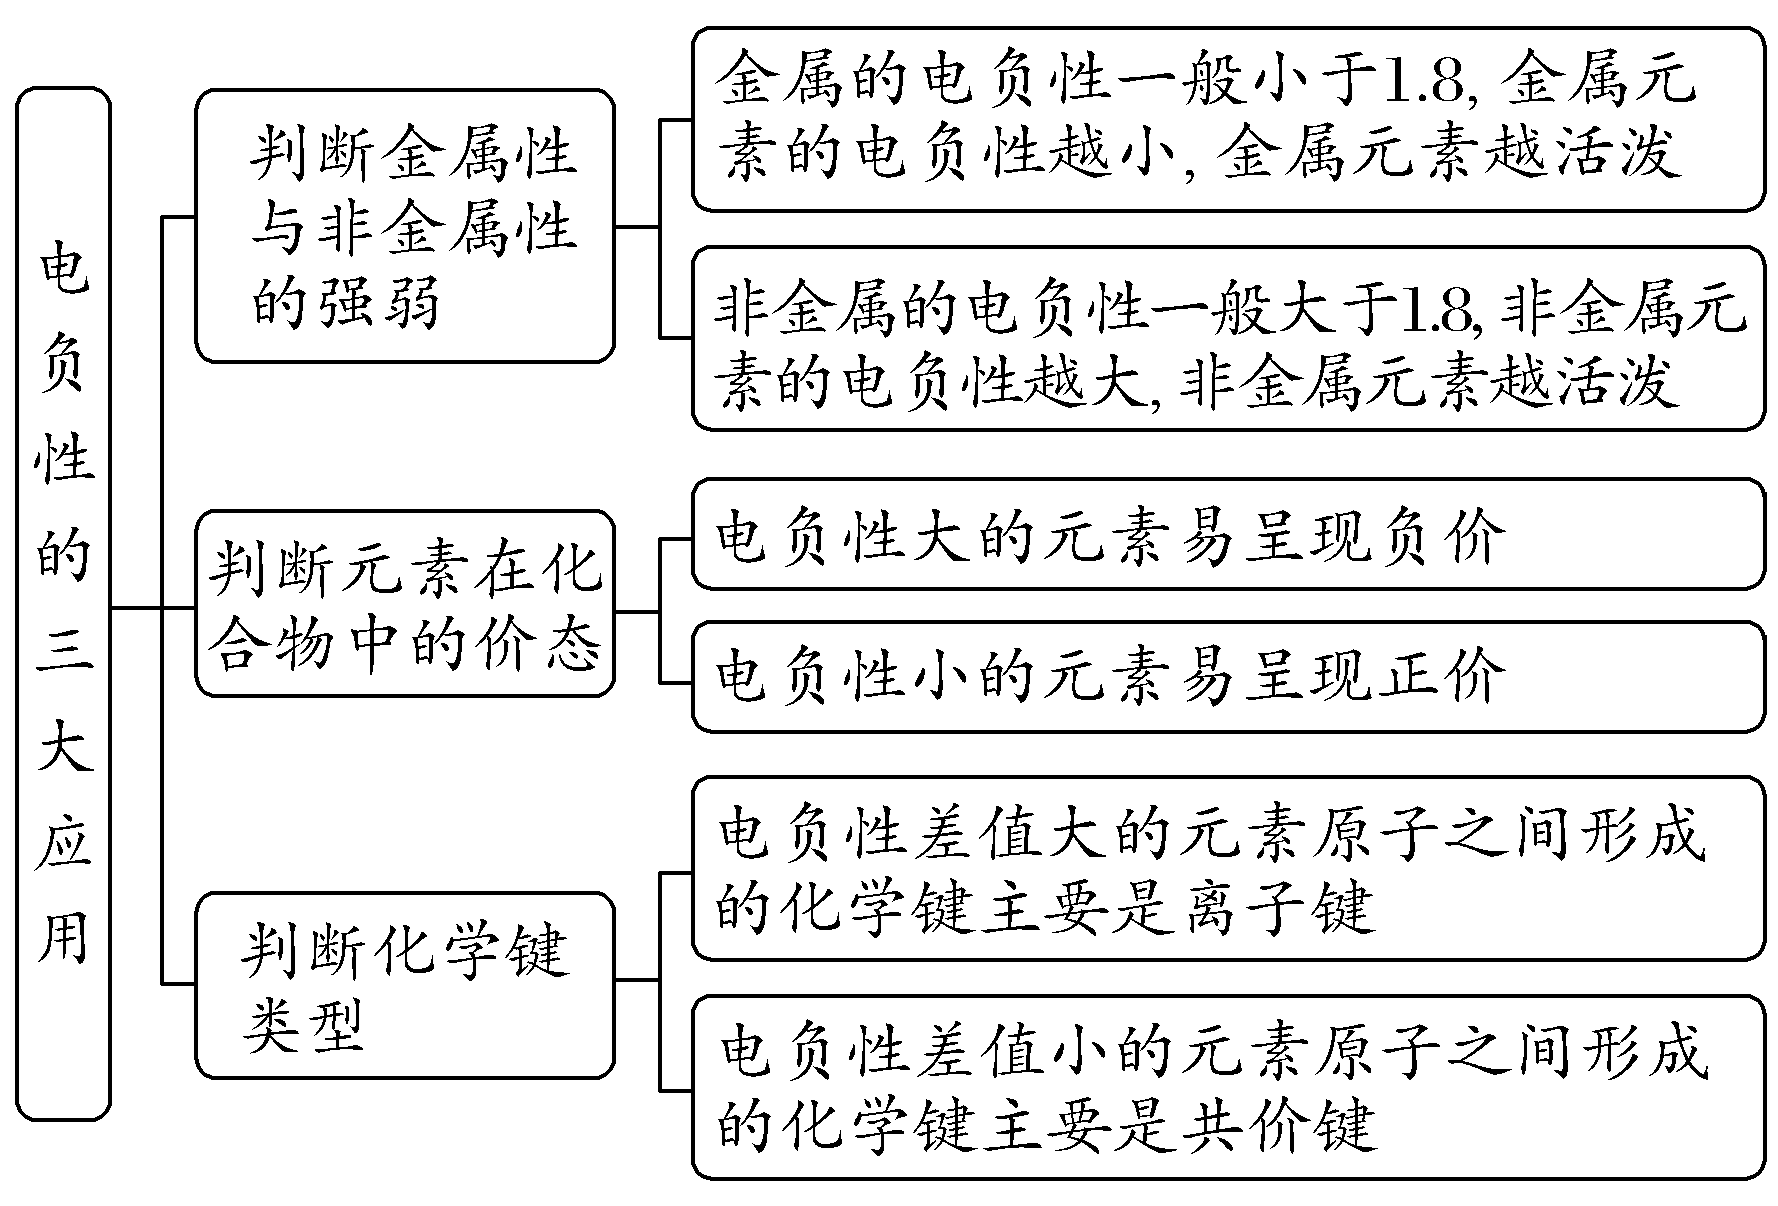 电负性的三大应用
判断金属性
与非金属性
的强弱
金属的电负性一般小于1.8, 金属元
素的电负性越小, 金属元素越活泼
非金属的电负性一般大于1.8, 非金属元
素的电负性越大, 非金属元素越活泼
判断元素在化
合物中的价态
电负性大的元素易呈现负价
电负性小的元素易呈现正价
判断化学键
类型
电负性差值大的元素原子之间形成
的化学键主要是离子键
电负性差值小的元素原子之间形成
的化学键主要是共价键